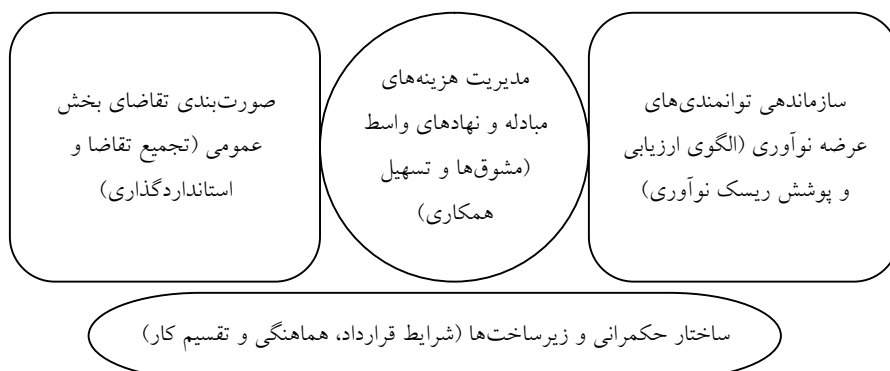 سازماندهی توانمندی‌های
عرضه نوآوری (الگوی ارزیابی
و پوشش ریسک نوآوری)
مدیریت هزینه‌های
مبادله و نهادهای واسط
(مشوق‌ها و تسهیل
همکاری)
صورت‌بندی تقاضای بخش
عمومی (تجمیع تقاضا و
استانداردگذاری)
ساختار حکمرانی و زیرساخت‌ها (شرایط قرارداد، هماهنگی و تقسیم کار)